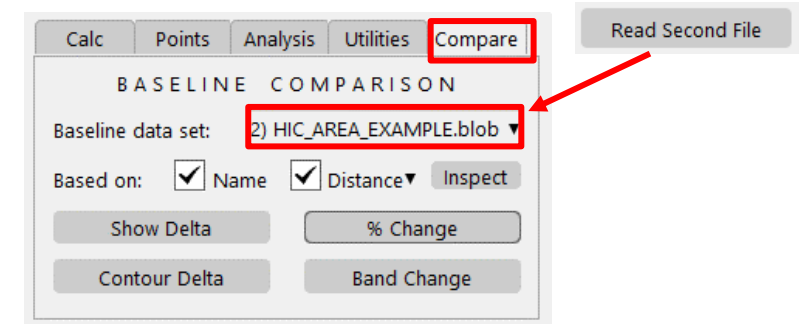 Calc Points Analysis Utilities Compare Read Second File
BASELINE COMPARISON
Baseline data set: 2) HIC_AREA_EXAMPLE.blob
Based on: Name Distance Inspect
Show Delta % Change
Contour Delta Band Change